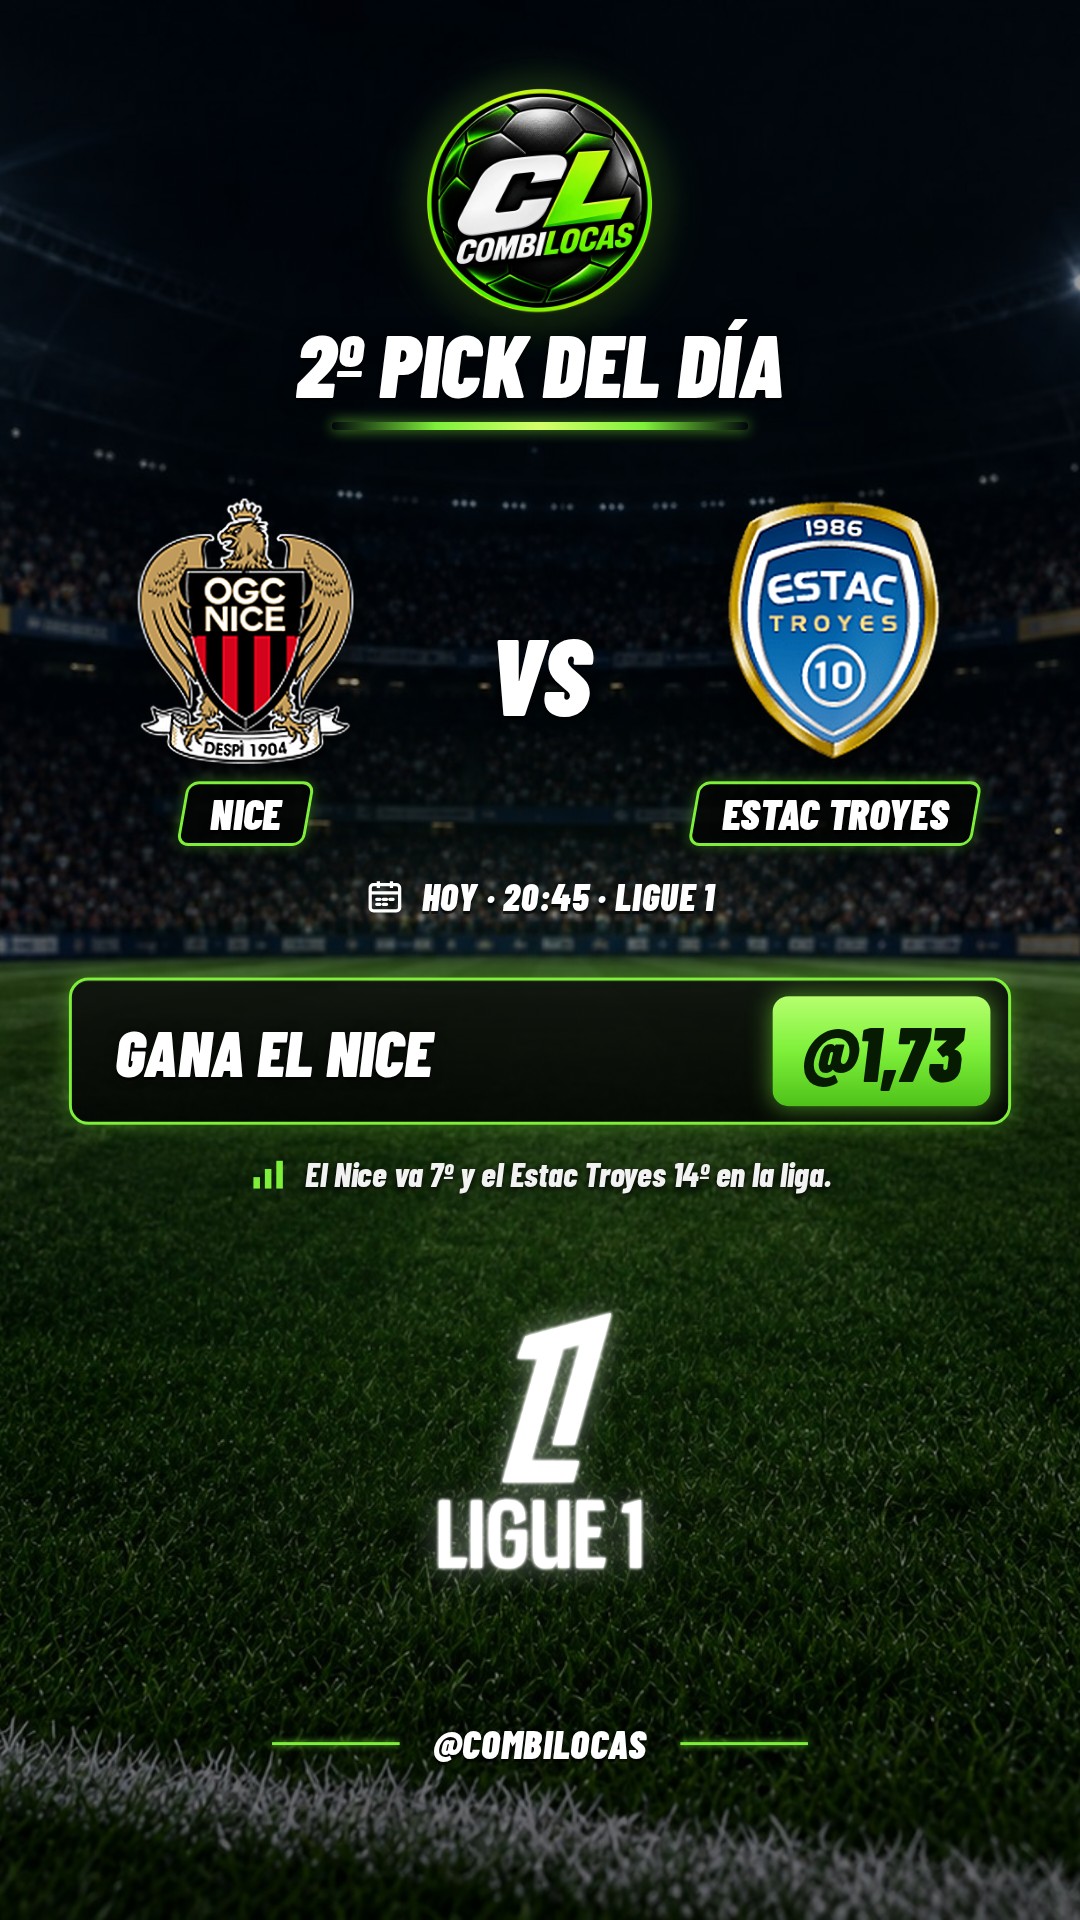 CL
COMBILOCAS
2º PICK DEL DÍA
OGC
NICE
DESPÌ 1904
1986
ESTAC
TROYES
10
VS
NICE
ESTAC TROYES
HOY · 20:45 · LIGUE 1
GANA EL NICE
@1,73
El Nice va 7º y el Estac Troyes 14º en la liga.
LIGUE 1
@COMBILOCAS